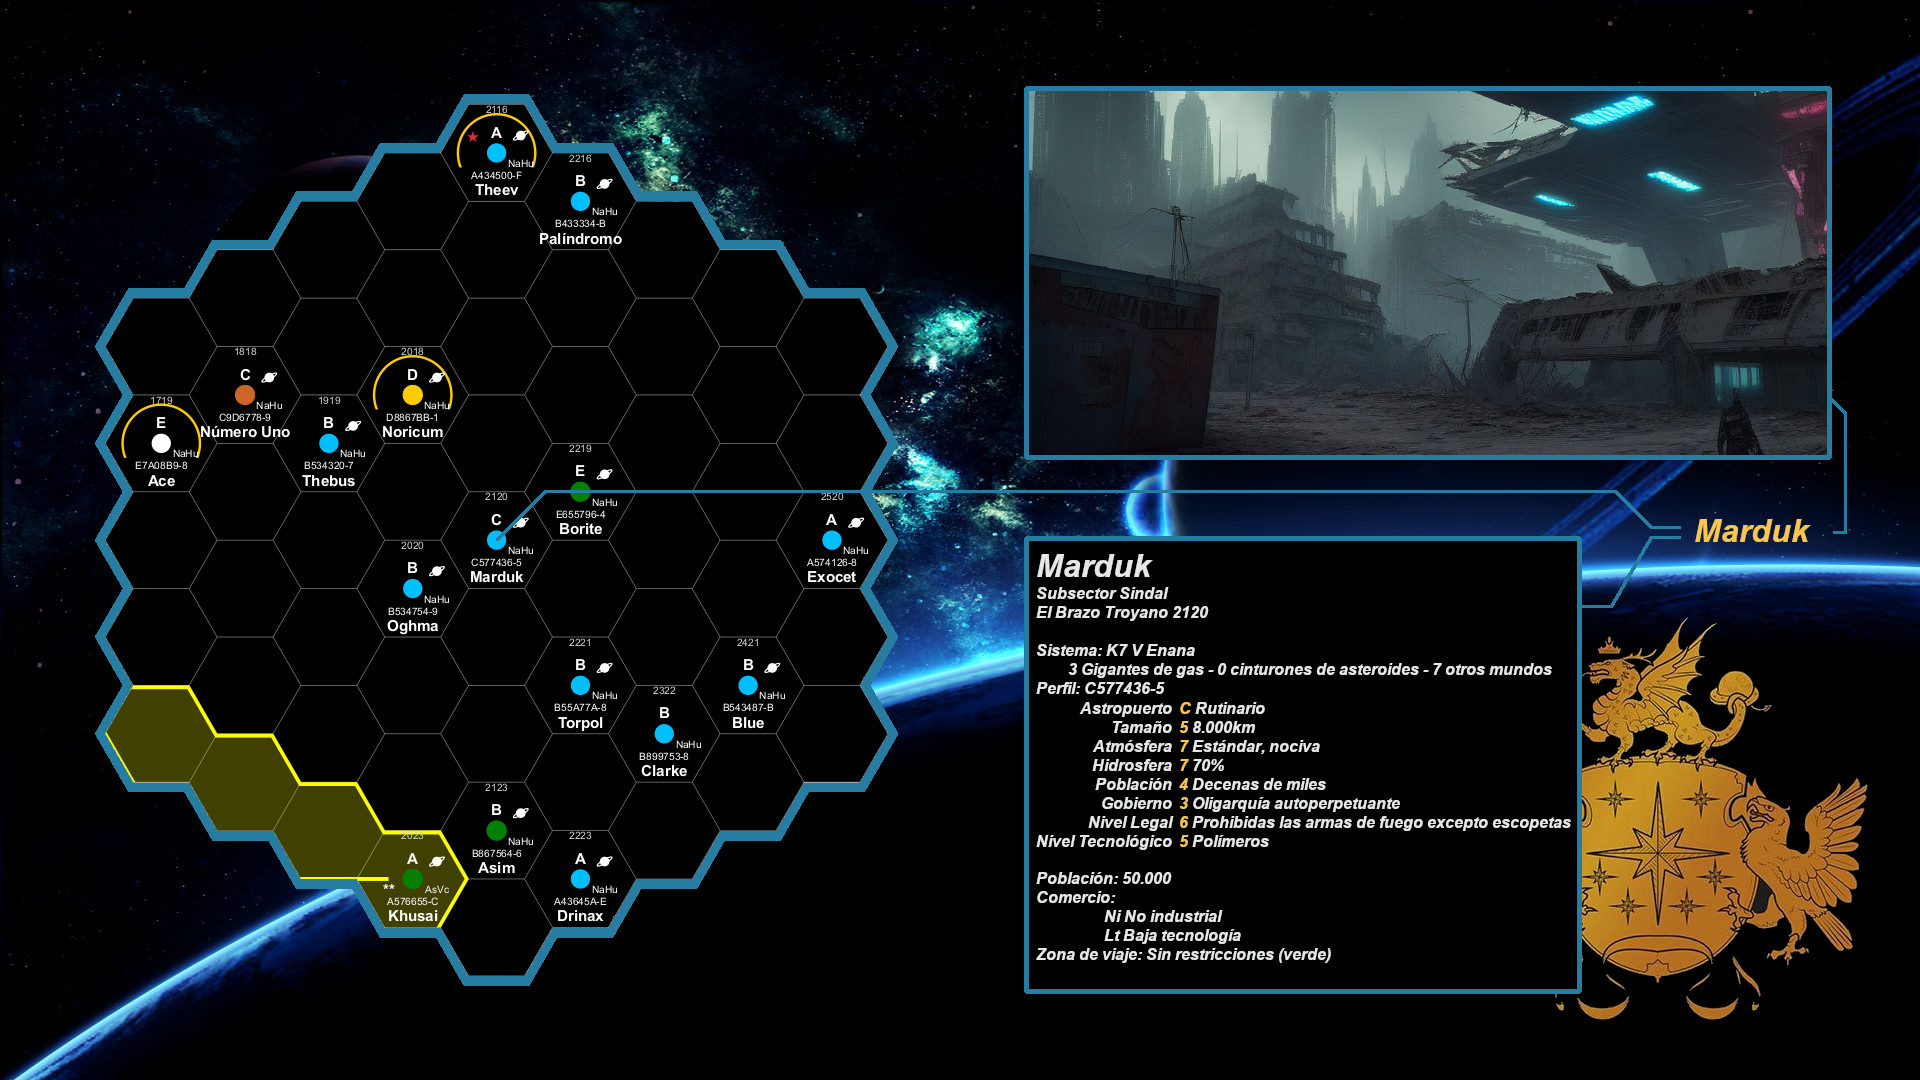 2116
A
NaHu
A434500-F
Theev
2216
B
NaHu
B433334-B
Palíndromo
1818
C
NaHu
C9D6778-9
Número Uno
2018
D
NaHu
D8867BB-1
Noricum
1719
E
NaHu
E7A08B9-8
Ace
1919
B
NaHu
B534320-7
Thebus
2219
E
NaHu
E655796-4
Borite
2120
C
NaHu
C577436-5
Marduk
2520
A
NaHu
A574126-8
Exocet
2020
B
NaHu
B534754-9
Oghma
2221
B
NaHu
B55A77A-8
Torpol
2421
B
NaHu
B543487-B
Blue
2322
B
NaHu
B899753-8
Clarke
2123
B
NaHu
B867564-6
Asim
2023
A
** AsVc
A576655-C
Khusai
2223
A
NaHu
A43645A-E
Drinax
Marduk
Marduk
Subsector Sindal
El Brazo Troyano 2120
Sistema: K7 V Enana
3 Gigantes de gas - 0 cinturones de asteroides - 7 otros mundos
Perfil: C577436-5
Astropuerto C Rutinario
Tamaño 5 8.000km
Atmósfera 7 Estándar, nociva
Hidrosfera 7 70%
Población 4 Decenas de miles
Gobierno 3 Oligarquía autoperpetuante
Nivel Legal 6 Prohibidas las armas de fuego excepto escopetas
Nivel Tecnológico 5 Polímeros
Población: 50.000
Comercio:
Ni No industrial
Lt Baja tecnología
Zona de viaje: Sin restricciones (verde)